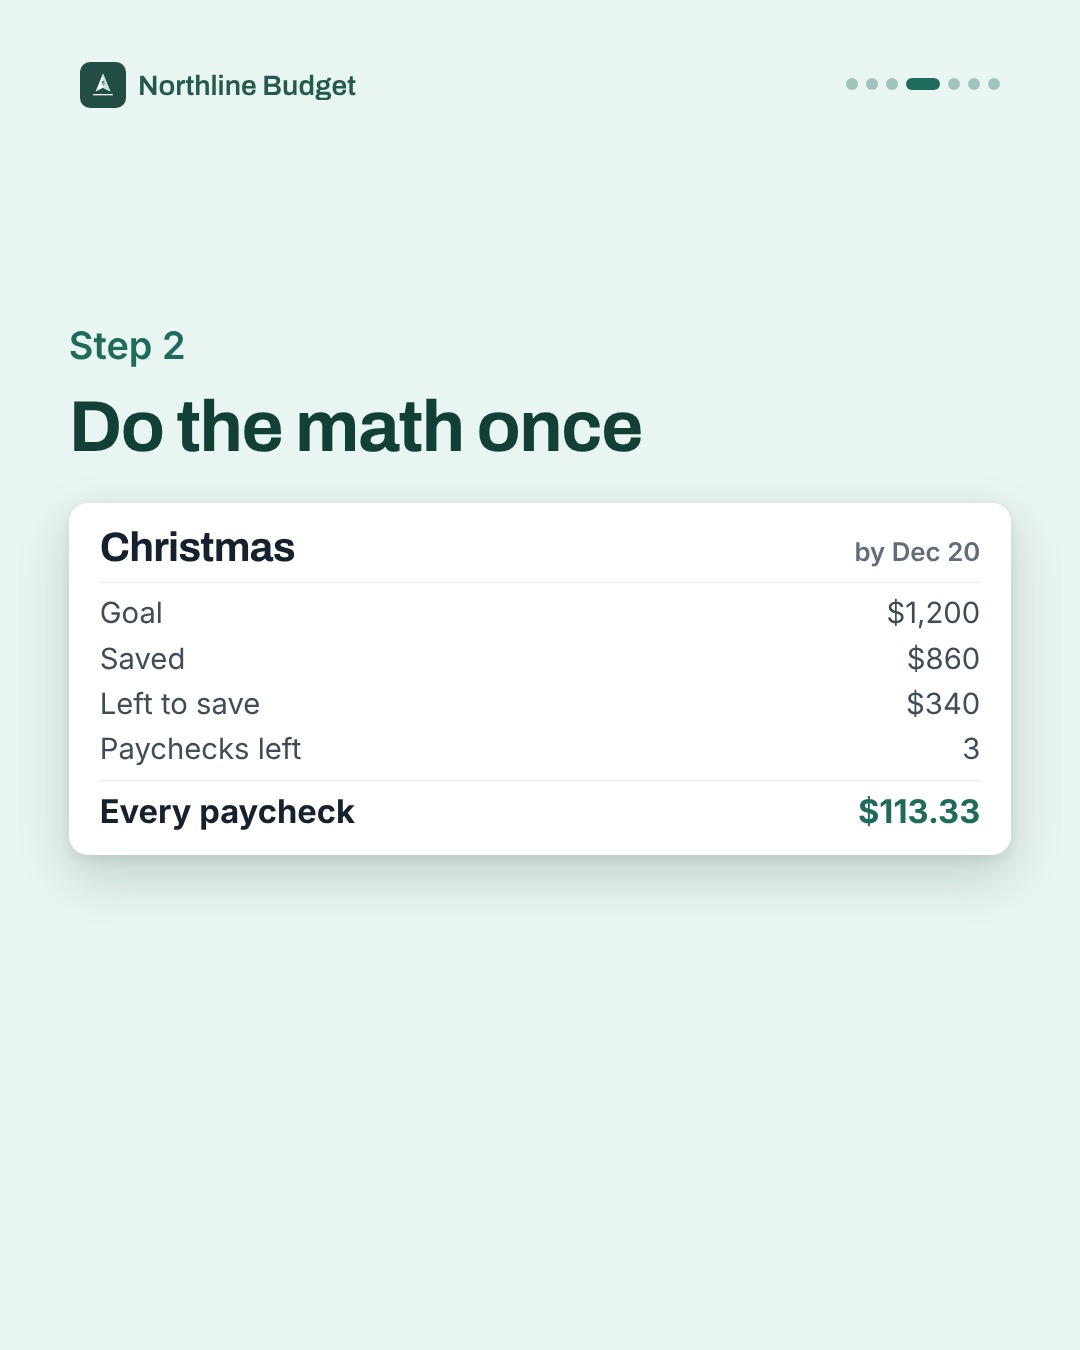 Northline Budget
Step 2
Do the math once
Christmas by Dec 20
Goal $1,200
Saved $860
Left to save $340
Paychecks left 3
Every paycheck $113.33